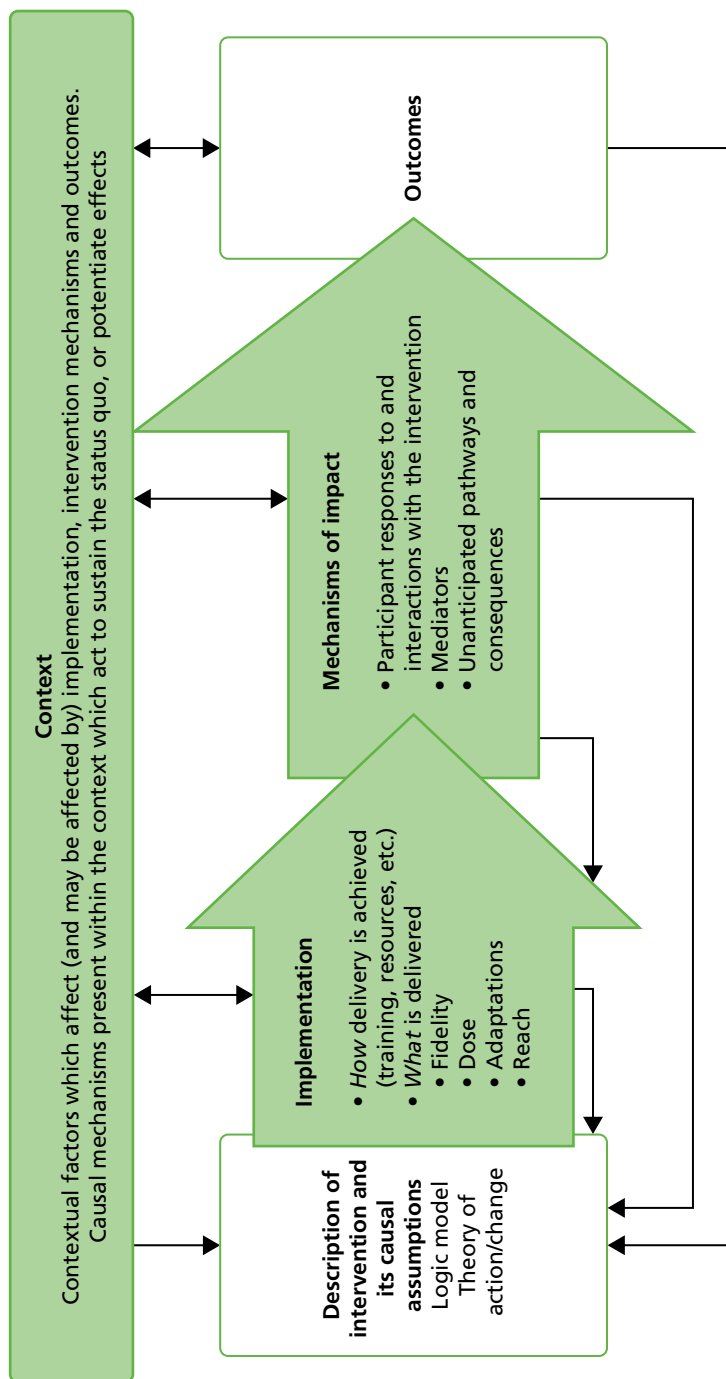 Context
Contextual factors which affect (and may be affected by) implementation, intervention mechanisms and outcomes.
Causal mechanisms present within the context which act to sustain the status quo, or potentiate effects
Description of
intervention and
its causal
assumptions
Logic model
Theory of
action/change
Implementation
• How delivery is achieved
(training, resources, etc.)
• What is delivered
• Fidelity
• Dose
• Adaptations
• Reach
Mechanisms of impact
• Participant responses to and
interactions with the intervention
• Mediators
• Unanticipated pathways and
consequences
Outcomes